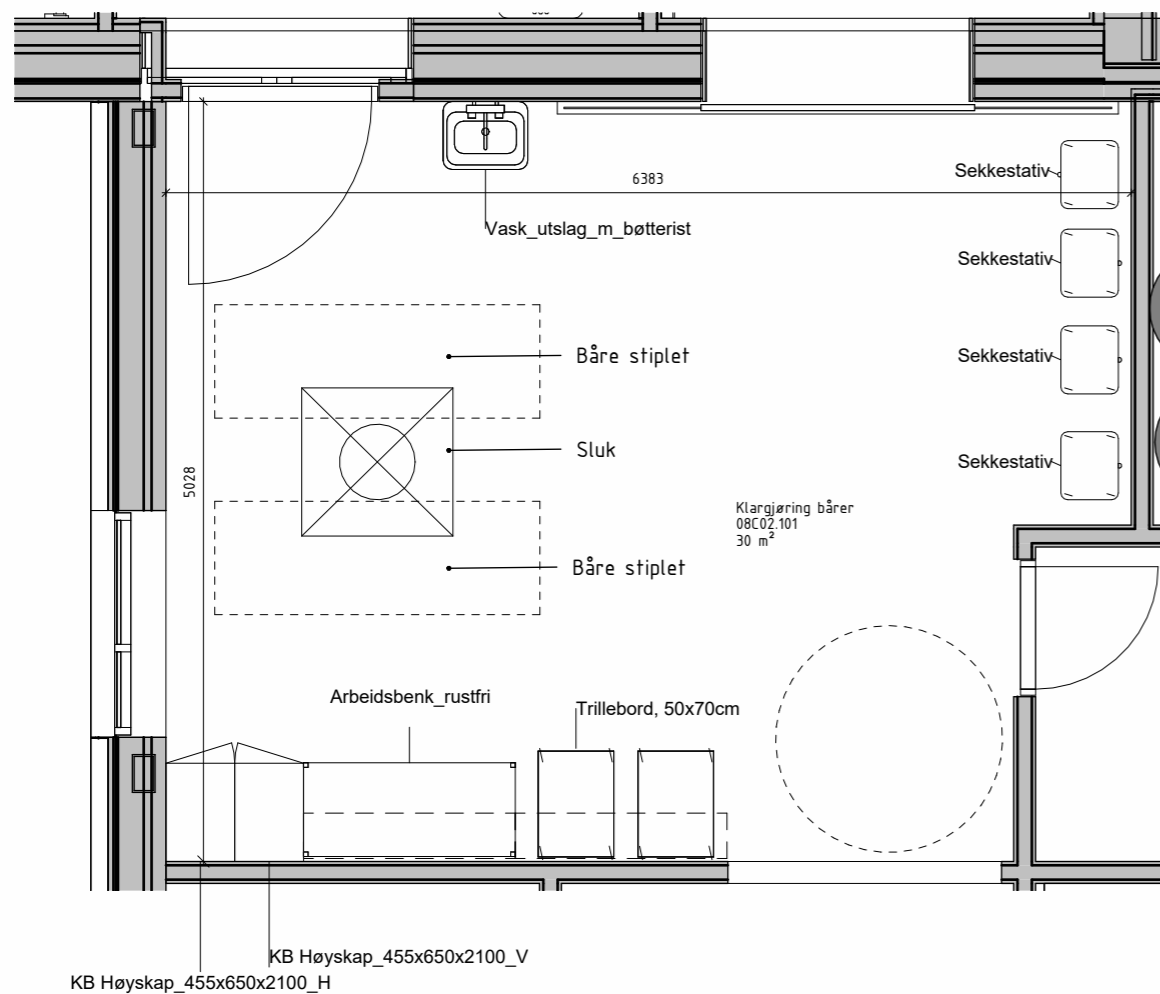 Sekkestativ
6383
Vask_utslag_m_bøtterist
Sekkestativ
Båre stiplet
Sekkestativ
Sluk
Sekkestativ
5028
Klargjøring bårer
08C02.101
30 m²
Båre stiplet
Arbeidsbenk_rustfri
Trillebord, 50x70cm
KB Høyskap_455x650x2100_V
KB Høyskap_455x650x2100_H